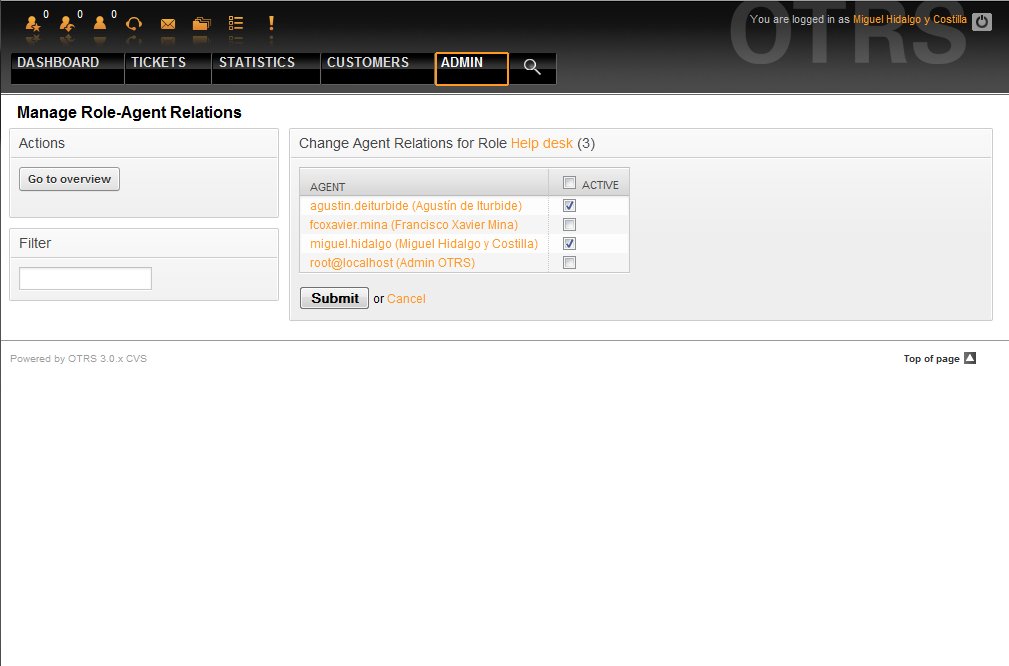 0 0 0
You are logged in as Miguel Hidalgo y Costilla
OTRS
DASHBOARD TICKETS STATISTICS CUSTOMERS ADMIN
Manage Role-Agent Relations
Actions
Go to overview
Filter
Change Agent Relations for Role Help desk (3)
AGENT ACTIVE
agustin.deiturbide (Agustín de Iturbide)
fcoxavier.mina (Francisco Xavier Mina)
miguel.hidalgo (Miguel Hidalgo y Costilla)
root@localhost (Admin OTRS)
Submit or Cancel
Powered by OTRS 3.0.x CVS
Top of page